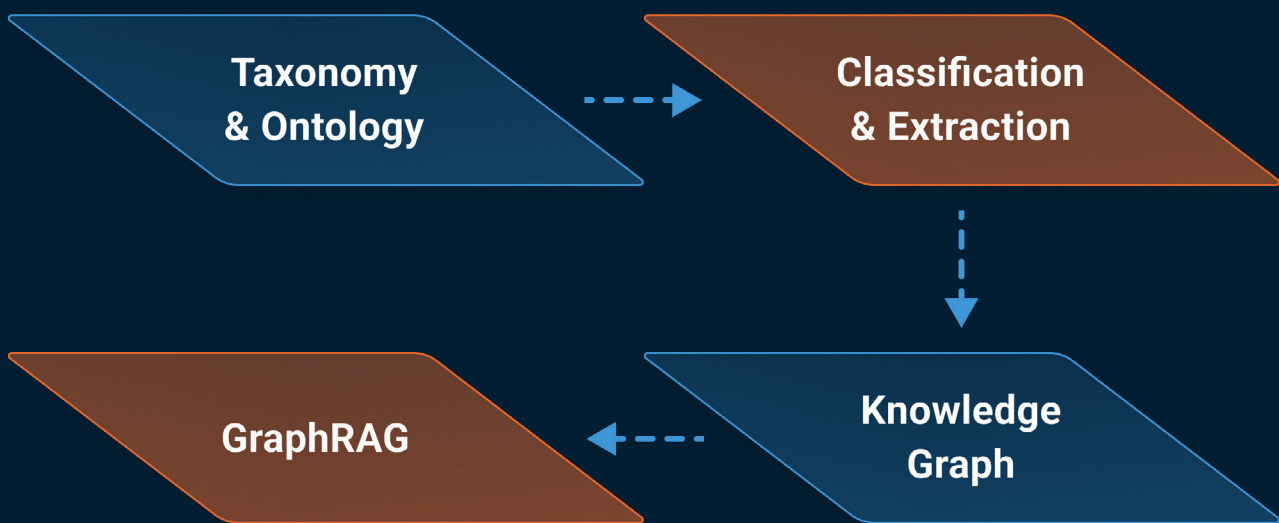 Taxonomy
& Ontology
Classification
& Extraction
GraphRAG
Knowledge
Graph